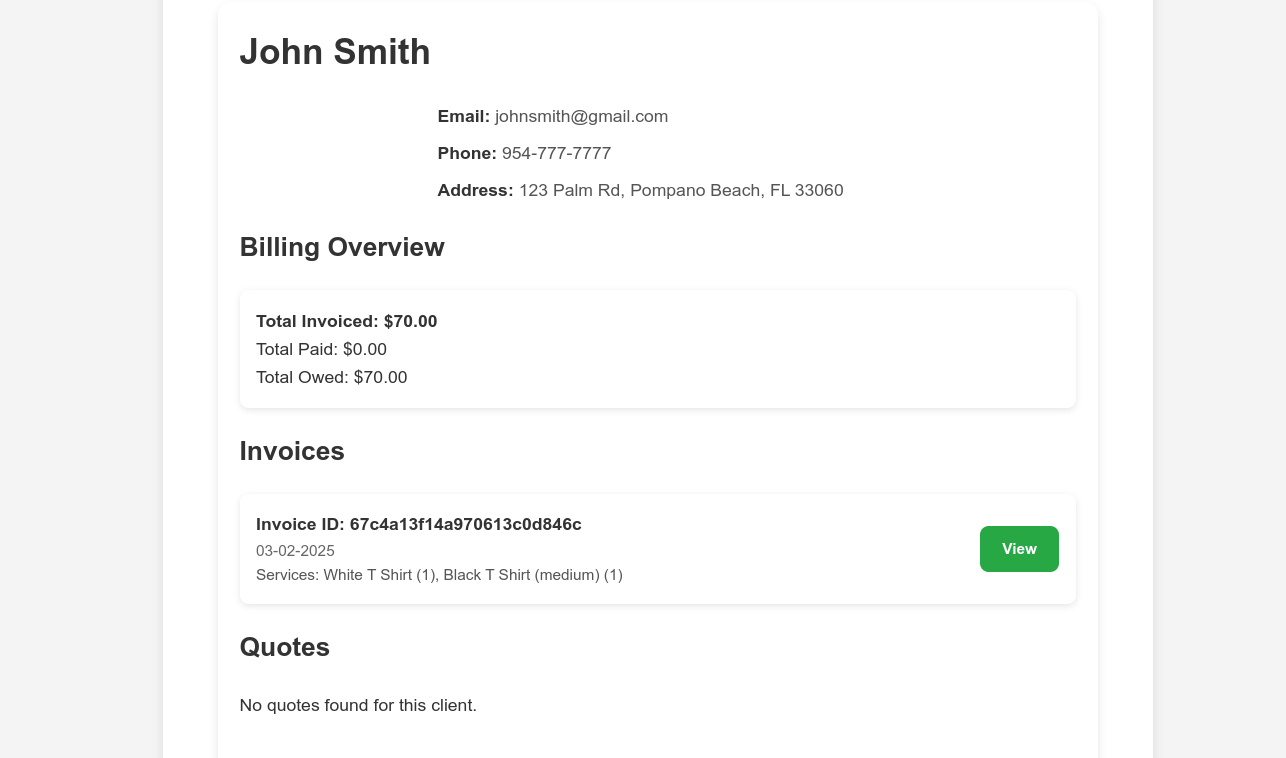 John Smith
Email: johnsmith@gmail.com
Phone: 954-777-7777
Address: 123 Palm Rd, Pompano Beach, FL 33060
Billing Overview
Total Invoiced: $70.00
Total Paid: $0.00
Total Owed: $70.00
Invoices
Invoice ID: 67c4a13f14a970613c0d846c
03-02-2025
Services: White T Shirt (1), Black T Shirt (medium) (1)
View
Quotes
No quotes found for this client.